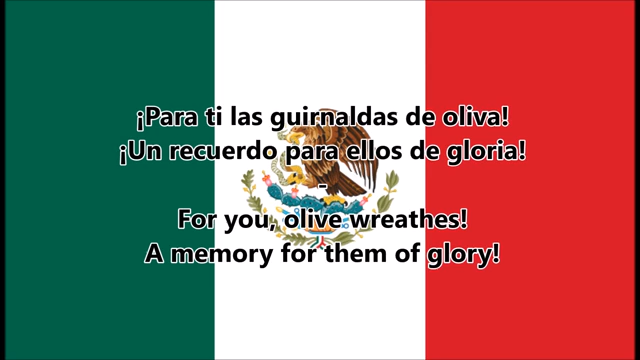 ¡Para ti las guirnaldas de oliva!
¡Un recuerdo para ellos de gloria!
-
For you, olive wreathes!
A memory for them of glory!